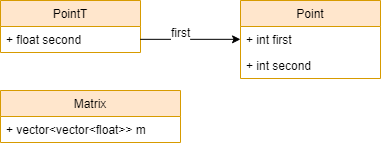 PointT
+ float second
first
Point
+ int first
+ int second
Matrix
+ vector<vector<float>> m